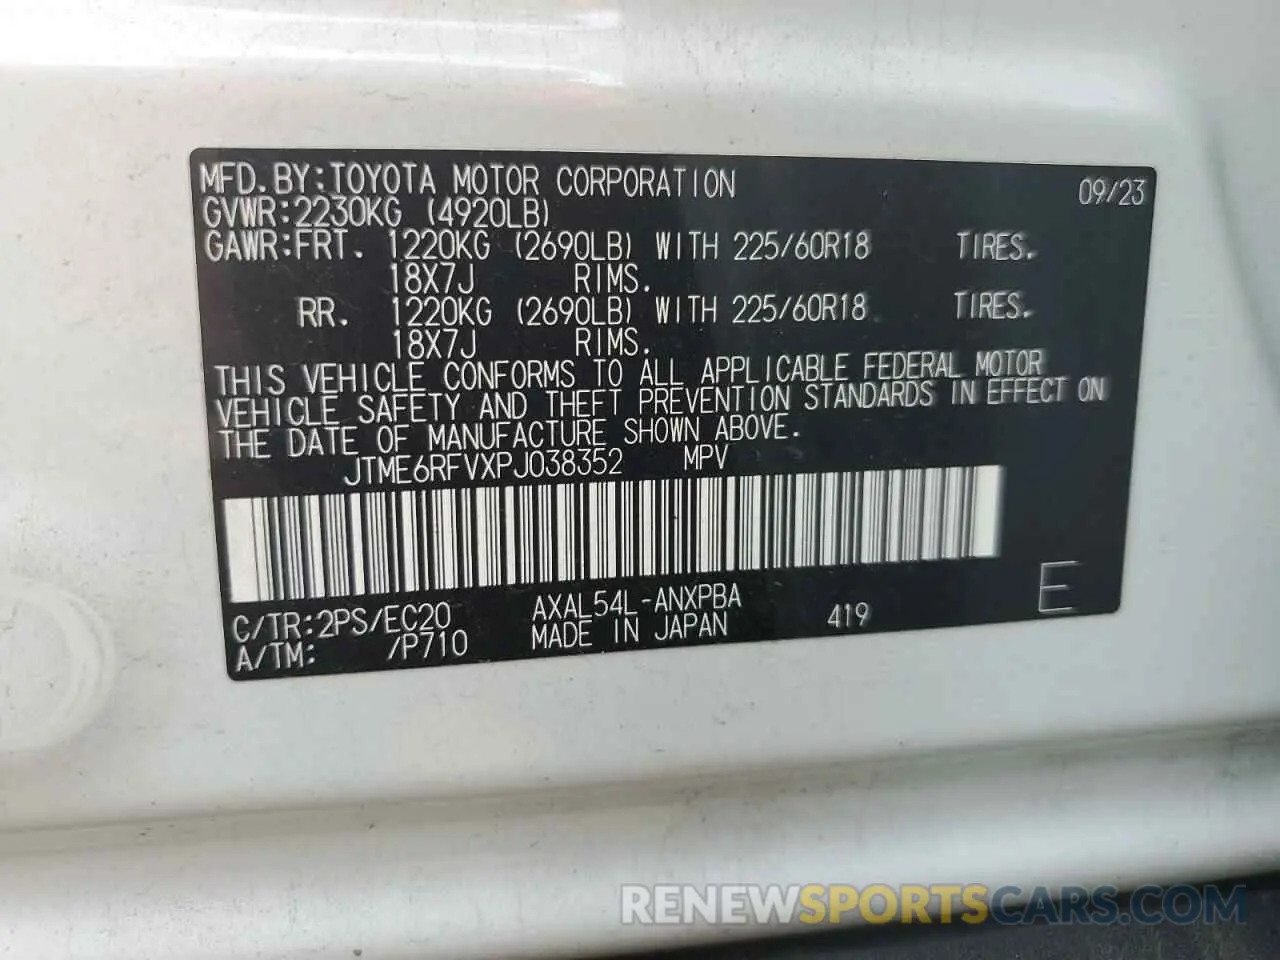 MFD.BY:TOYOTA MOTOR CORPORATION 09/23
GVWR:2230KG (4920LB)
GAWR:FRT. 1220KG (2690LB) WITH 225/60R18 TIRES.
18X7J RIMS.
RR. 1220KG (2690LB) WITH 225/60R18 TIRES.
18X7J RIMS.
THIS VEHICLE CONFORMS TO ALL APPLICABLE FEDERAL MOTOR
VEHICLE SAFETY AND THEFT PREVENTION STANDARDS IN EFFECT ON
THE DATE OF MANUFACTURE SHOWN ABOVE.
JTME6RFVXPJ038352 MPV
C/TR:2PS/EC20 AXAL54L-ANXPBA 419 E
A/TM: /P710 MADE IN JAPAN
RENEWSPORTSCARS.COM